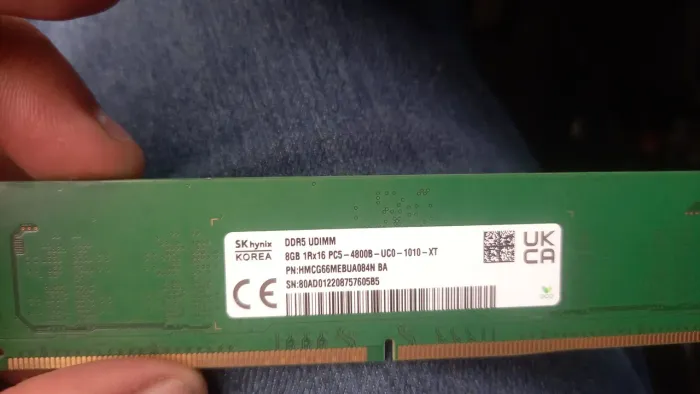 SK hynix
KOREA
DDR5 UDIMM
8GB 1Rx16 PC5-4800B-UC0-1010-XT
PN:HMCG66MEBUA084N BA
SN:80AD012208757605B5
CE
UK
CA